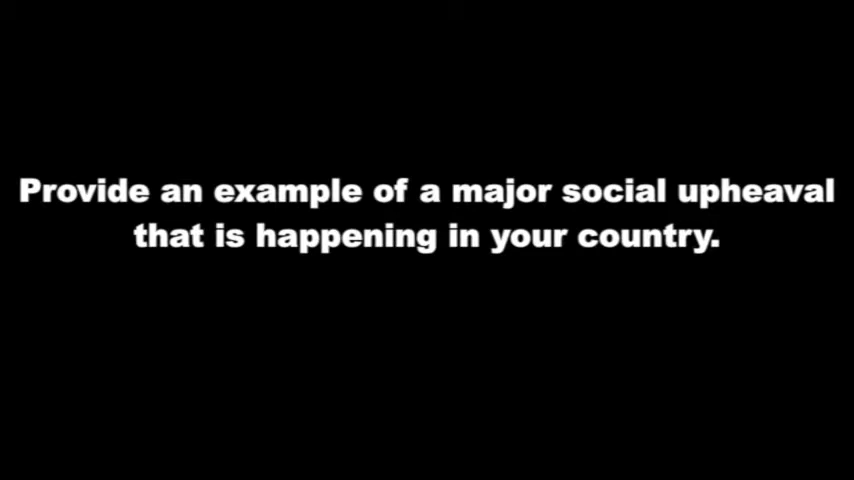 Provide an example of a major social upheaval
that is happening in your country.